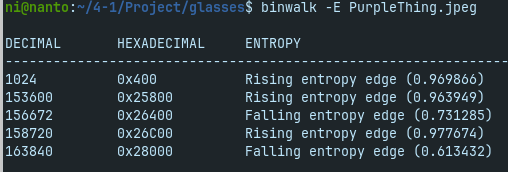 ni@nanto:~/4-1/Project/glasses$ binwalk -E PurpleThing.jpeg
DECIMAL HEXADECIMAL ENTROPY
--------------------------------------------------------------------------------
1024 0x400 Rising entropy edge (0.969866)
153600 0x25800 Rising entropy edge (0.963949)
156672 0x26400 Falling entropy edge (0.731285)
158720 0x26C00 Rising entropy edge (0.977674)
163840 0x28000 Falling entropy edge (0.613432)